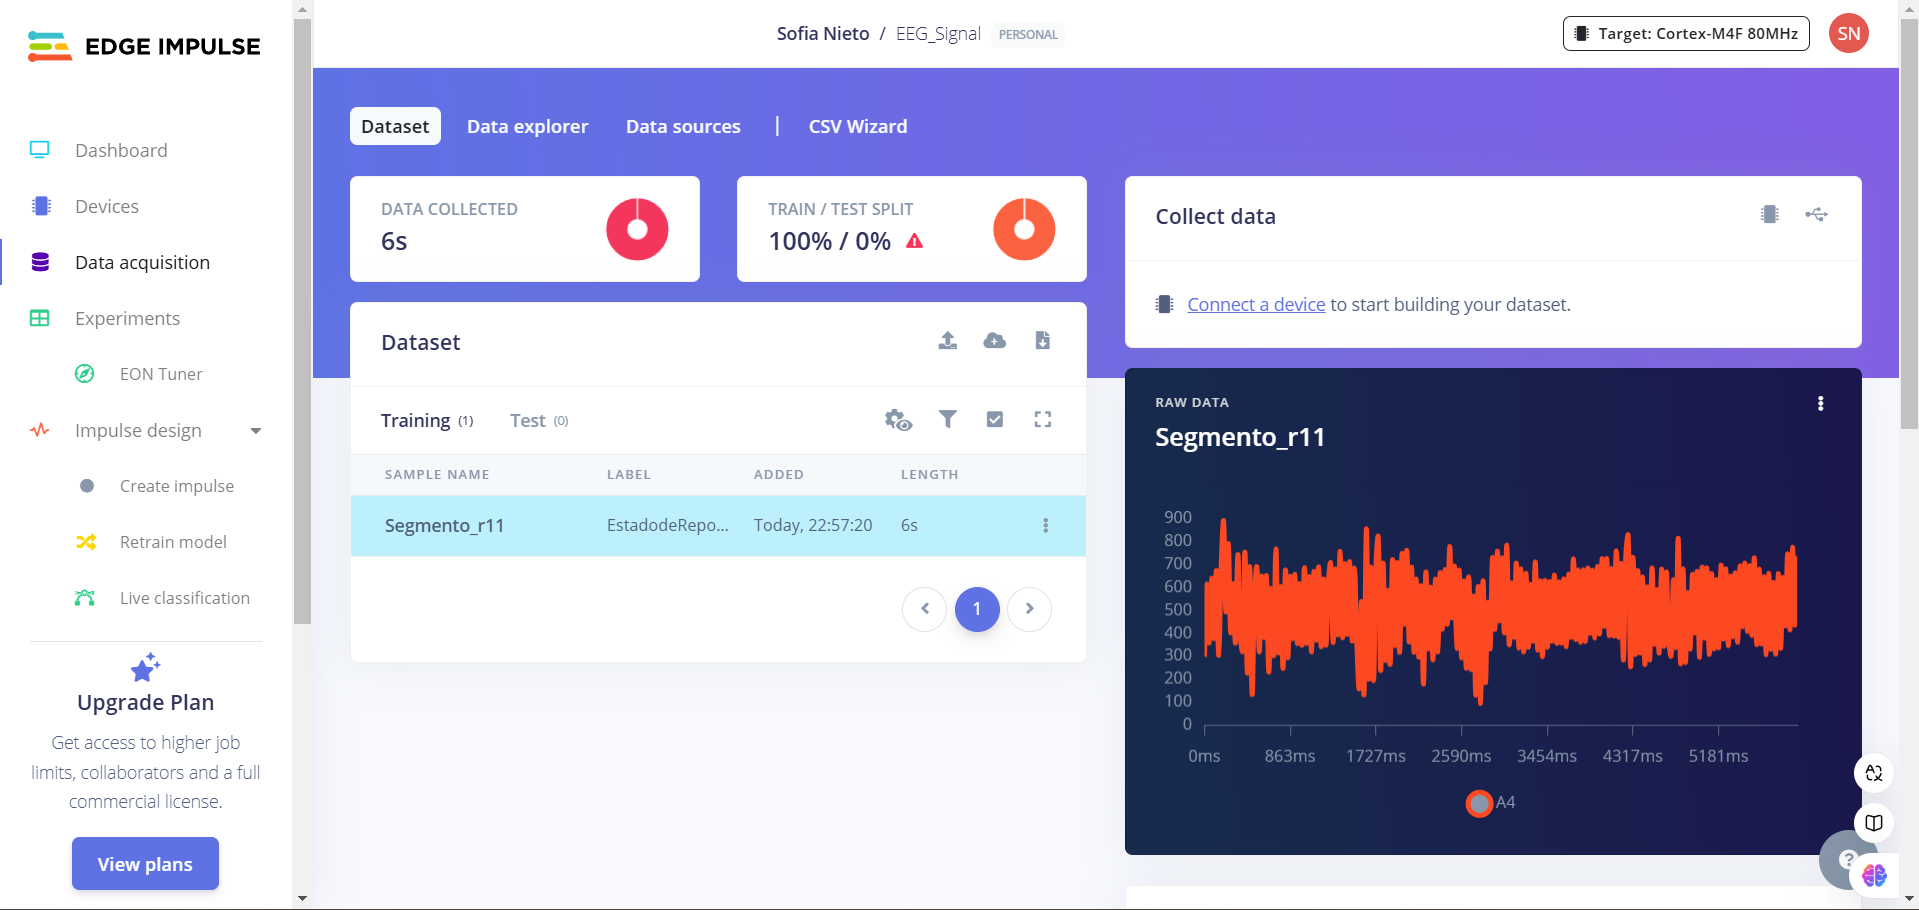 EDGE IMPULSE
Sofia Nieto / EEG_Signal PERSONAL
Target: Cortex-M4F 80MHz
SN
Dashboard
Devices
Data acquisition
Experiments
EON Tuner
Impulse design
Create impulse
Retrain model
Live classification
Upgrade Plan
Get access to higher job
limits, collaborators and a full
commercial license.
View plans
Dataset Data explorer Data sources | CSV Wizard
DATA COLLECTED
6s
TRAIN / TEST SPLIT
100% / 0%
Dataset
Training (1) Test (0)
SAMPLE NAME LABEL ADDED LENGTH
Segmento_r11 EstadodeRepo... Today, 22:57:20 6s
1
Collect data
Connect a device to start building your dataset.
RAW DATA
Segmento_r11
900
800
700
600
500
400
300
200
100
0
0ms 863ms 1727ms 2590ms 3454ms 4317ms 5181ms
A4
?